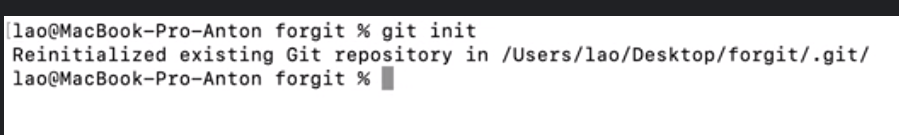 [lao@MacBook-Pro-Anton forgit % git init
Reinitialized existing Git repository in /Users/lao/Desktop/forgit/.git/
lao@MacBook-Pro-Anton forgit %